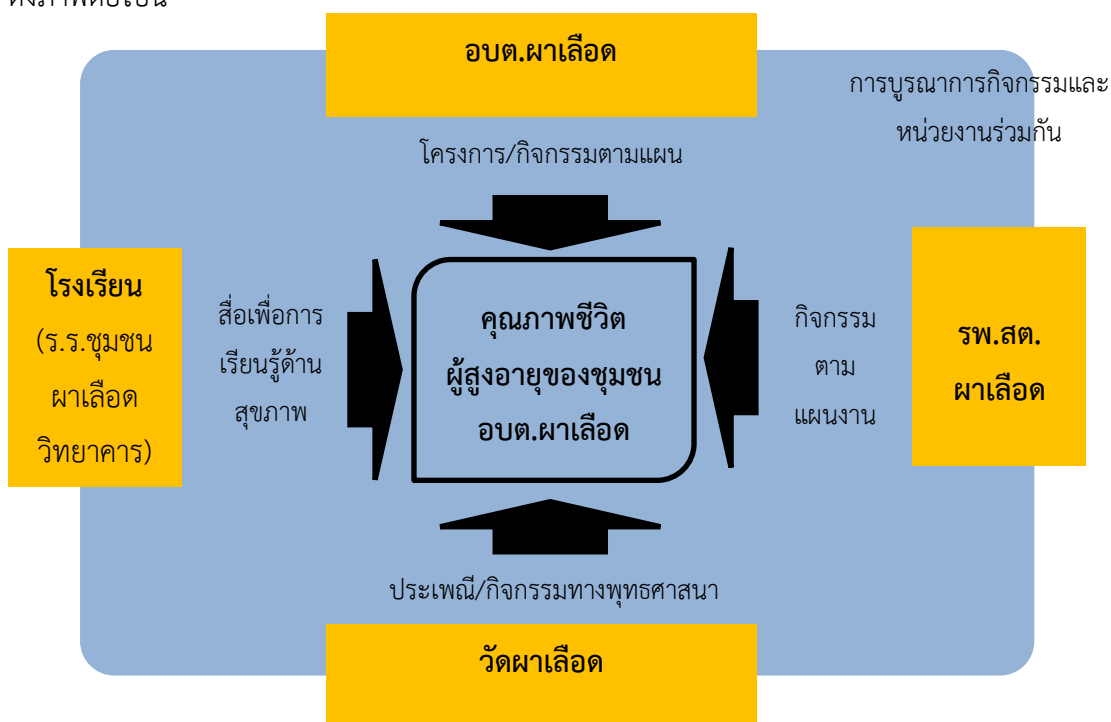 อบต.ผาเลือด
การบูรณาการกิจกรรมและ
หน่วยงานร่วมกัน
โครงการ/กิจกรรมตามแผน
โรงเรียน
(ร.ร.ชุมชน
ผาเลือด
วิทยาคาร)
สื่อเพื่อการ
เรียนรู้ด้าน
สุขภาพ
คุณภาพชีวิต
ผู้สูงอายุของชุมชน
อบต.ผาเลือด
กิจกรรม
ตาม
แผนงาน
รพ.สต.
ผาเลือด
ประเพณี/กิจกรรมทางพุทธศาสนา
วัดผาเลือด